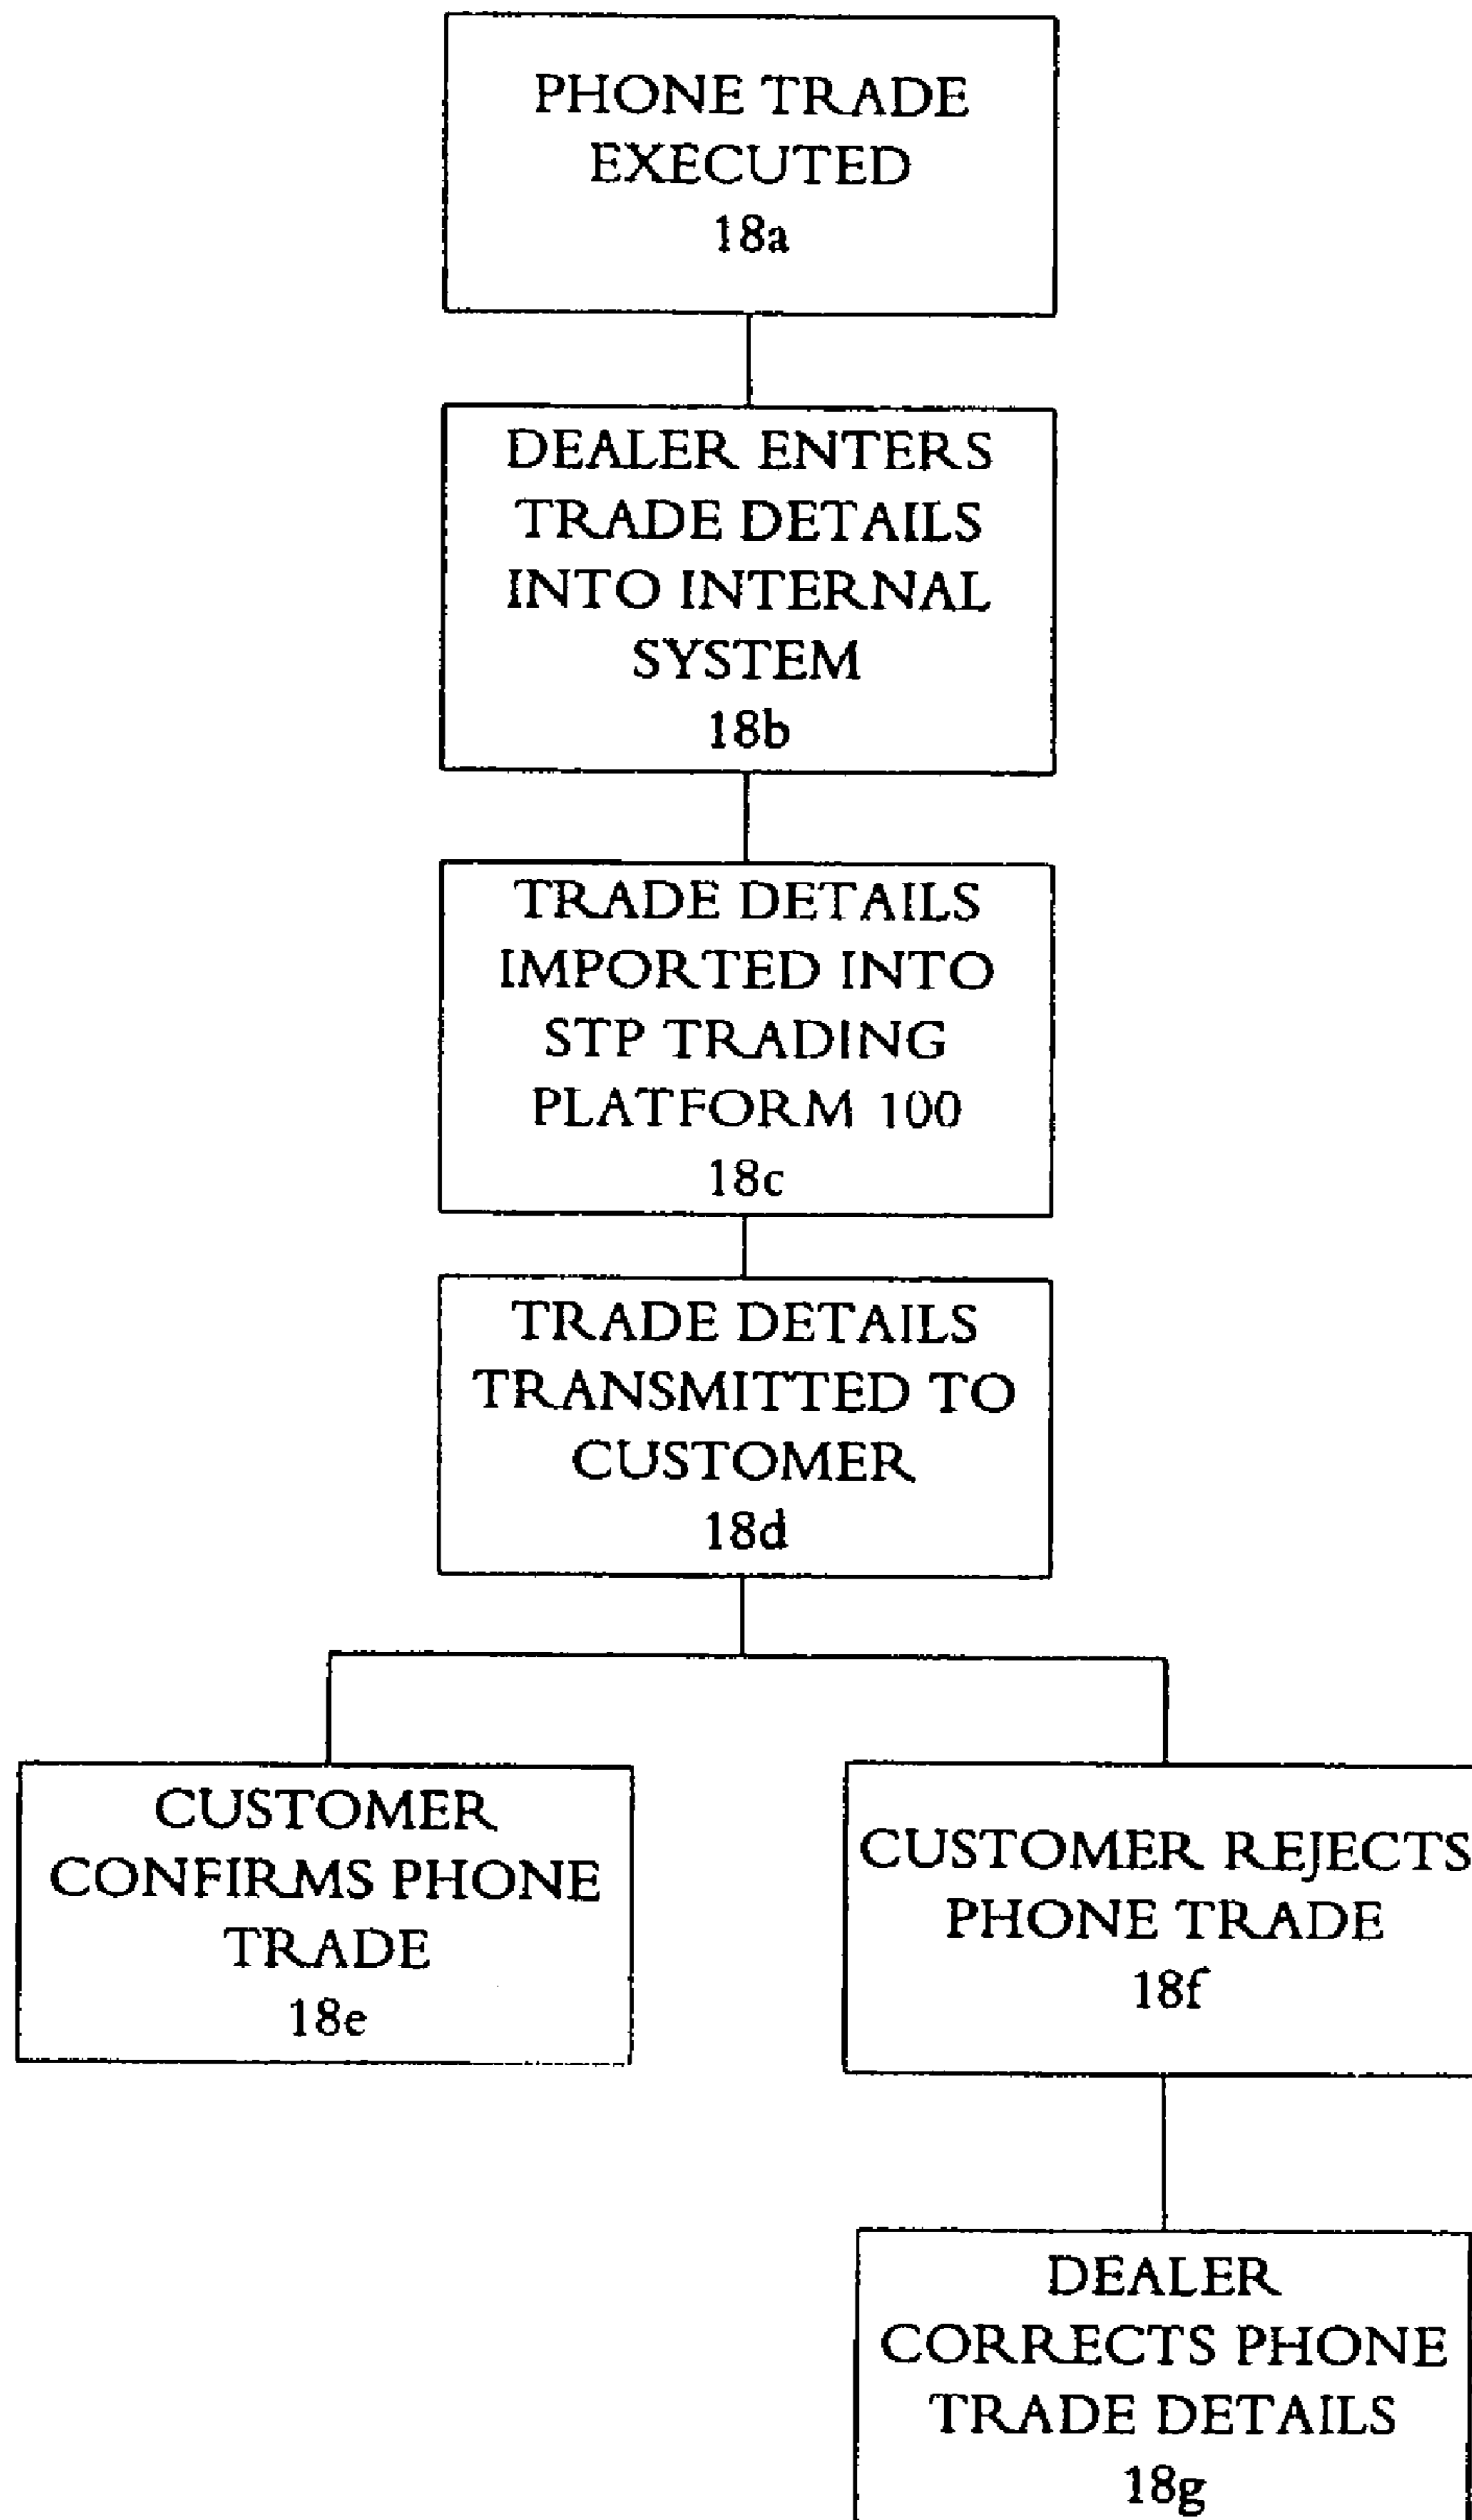 PHONE TRADE
EXECUTED
18a
DEALER ENTERS
TRADE DETAILS
INTO INTERNAL
SYSTEM
18b
TRADE DETAILS
IMPORTED INTO
STP TRADING
PLATFORM 100
18c
TRADE DETAILS
TRANSMITTED TO
CUSTOMER
18d
CUSTOMER
CONFIRMS PHONE
TRADE
18e
CUSTOMER REJECTS
PHONE TRADE
18f
DEALER
CORRECTS PHONE
TRADE DETAILS
18g